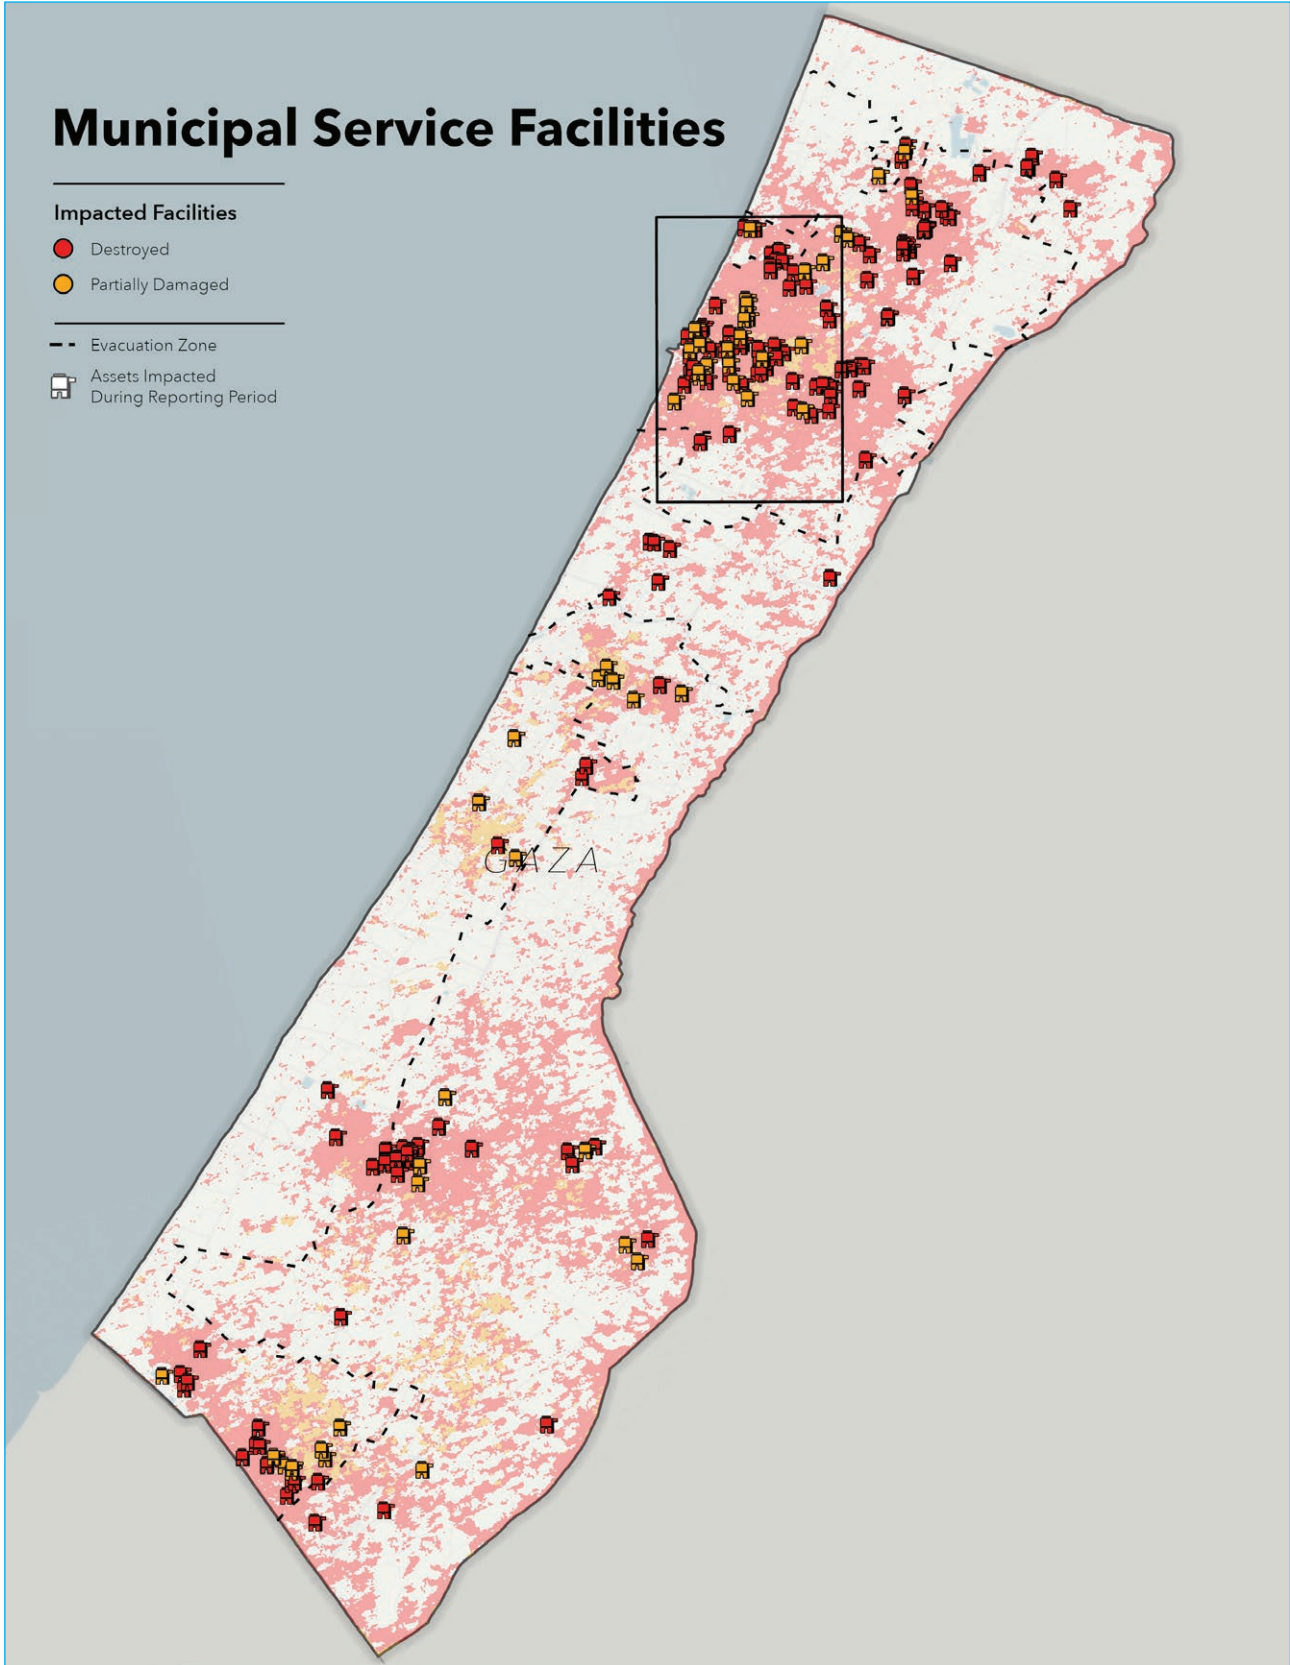 Municipal Service Facilities
Impacted Facilities
Destroyed
Partially Damaged
Evacuation Zone
Assets Impacted
During Reporting Period
GAZA